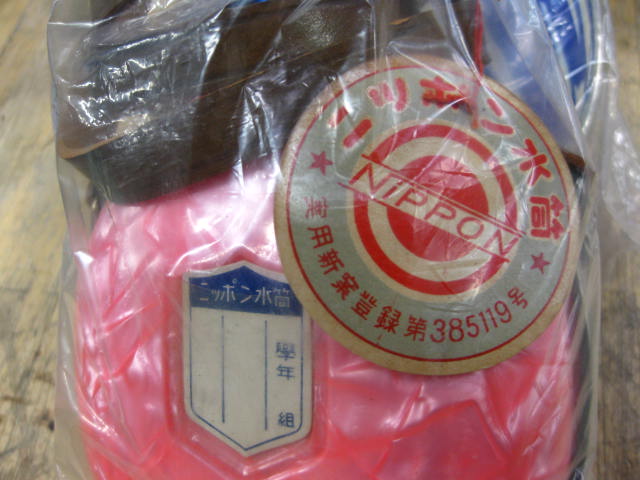 ニッポン水筒
NIPPON
実用新案登録第385119号
ニッポン水筒
學年
組